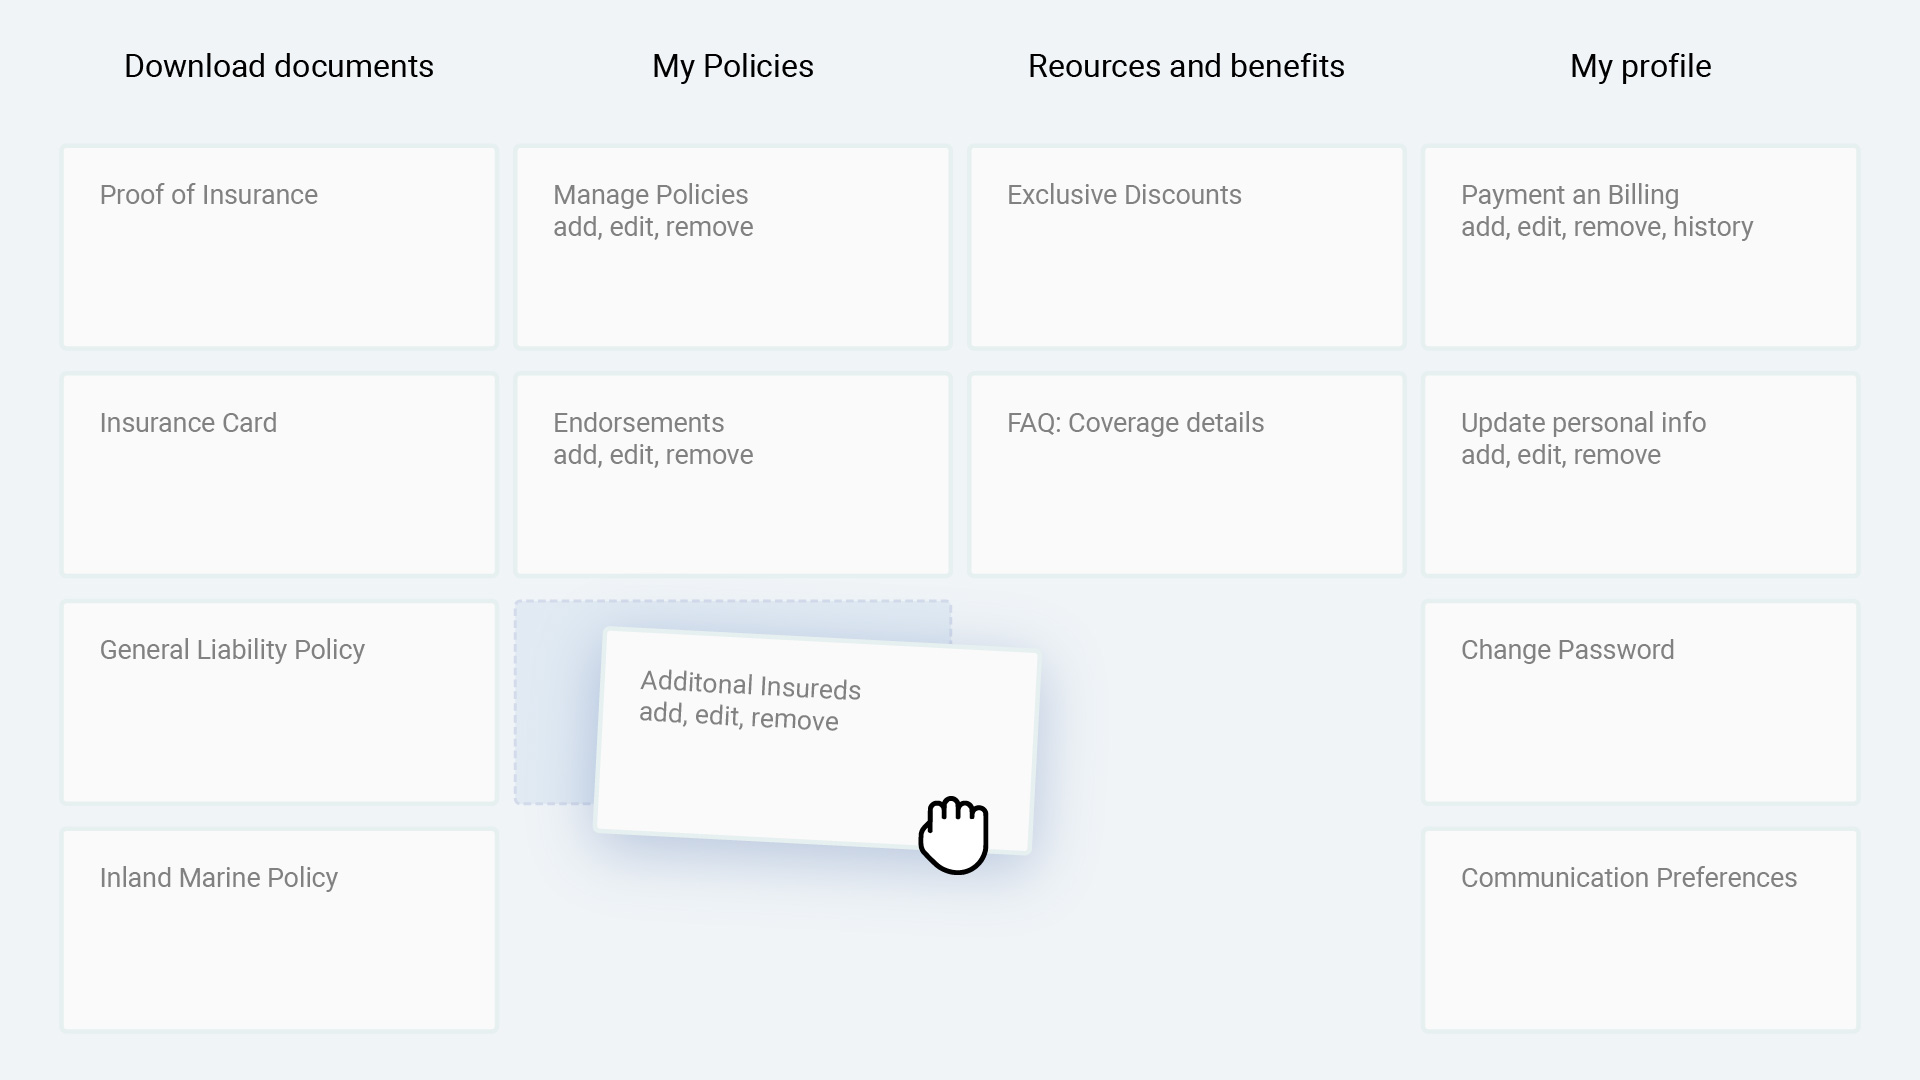 Download documents
Proof of Insurance
Insurance Card
General Liability Policy
Inland Marine Policy
My Policies
Manage Policies
add, edit, remove
Endorsements
add, edit, remove
Additonal Insureds
add, edit, remove
Reources and benefits
Exclusive Discounts
FAQ: Coverage details
My profile
Payment an Billing
add, edit, remove, history
Update personal info
add, edit, remove
Change Password
Communication Preferences